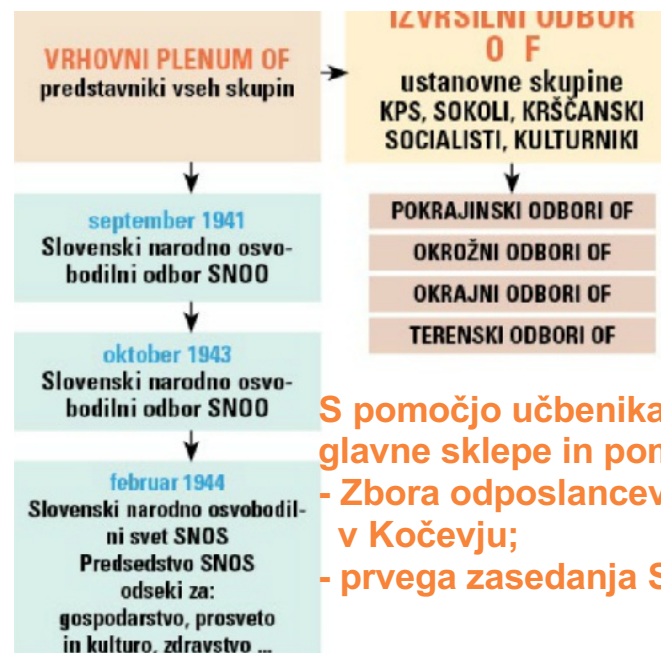 VRHOVNI PLENUM OF
predstavniki vseh skupin
IZVRŠILNI ODBOR
O F
ustanovne skupine
KPS, SOKOLI, KRŠČANSKI
SOCIALISTI, KULTURNIKI
september 1941
Slovenski narodno osvo-
bodilni odbor SNOO
oktober 1943
Slovenski narodno osvo-
bodilni odbor SNOO
februar 1944
Slovenski narodno osvobodil-
ni svet SNOS
Predsedstvo SNOS
odseki za:
gospodarstvo, prosveto
in kulturo, zdravstvo ...
POKRAJINSKI ODBORI OF
OKROŽNI ODBORI OF
OKRAJNI ODBORI OF
TERENSKI ODBORI OF
S pomočjo učbenika
glavne sklepe in pom
- Zbora odposlancev
v Kočevju;
- prvega zasedanja S